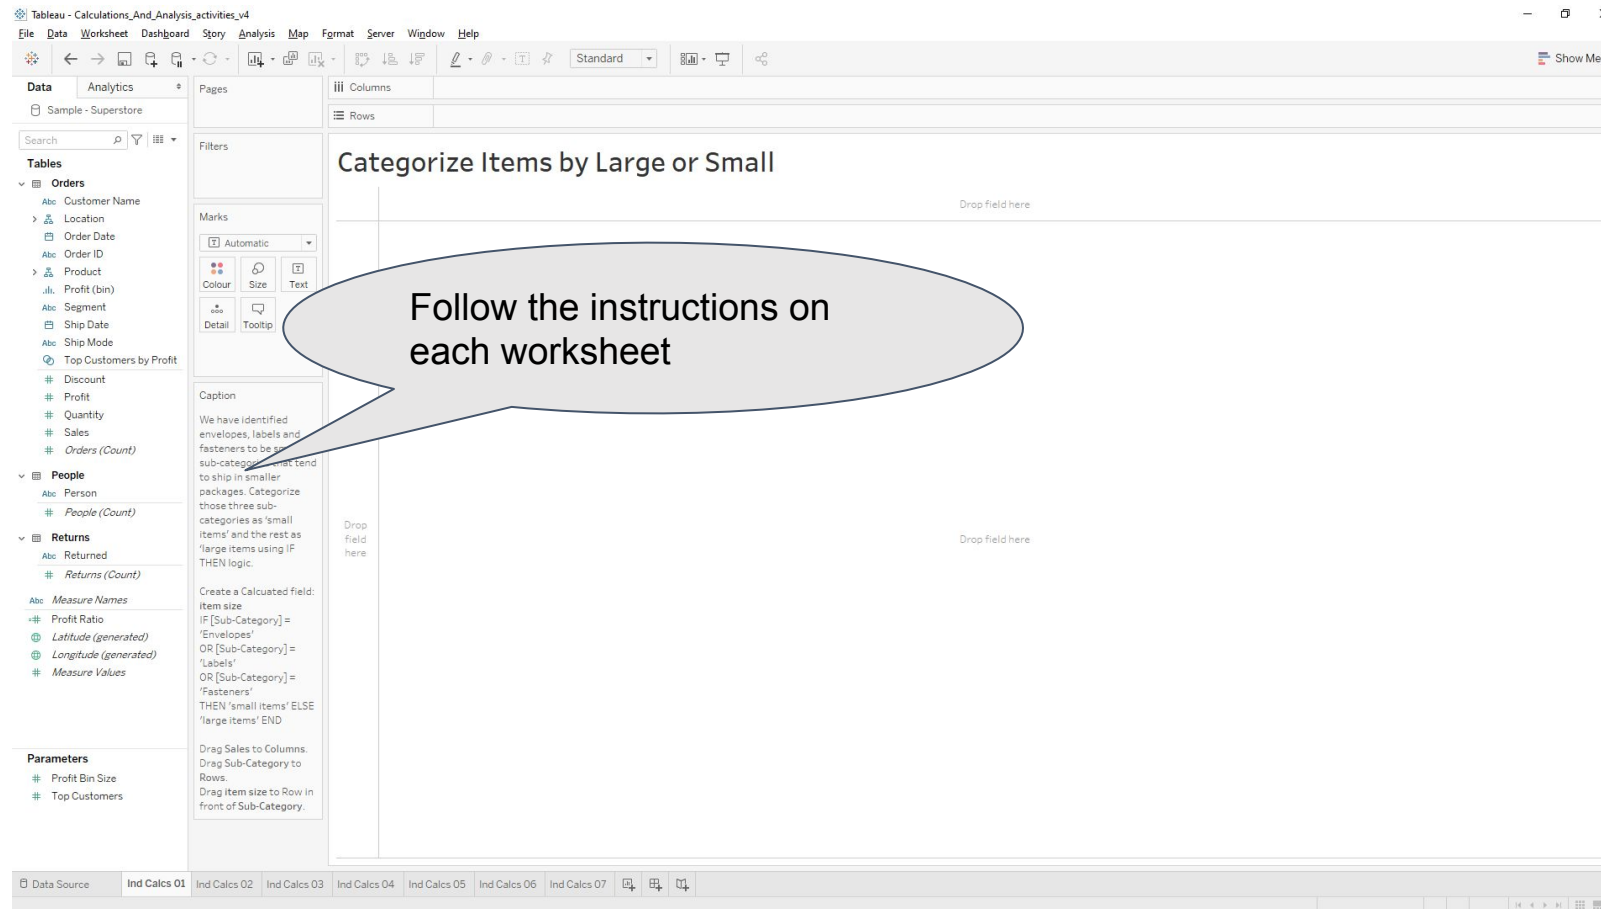 Tableau - Calculations_And_Analysis_activities_v4
File Data Worksheet Dashboard Story Analysis Map Format Server Window Help
Standard
Show Me
Data Analytics
Sample - Superstore
Search
Tables
Orders
Abc Customer Name
Location
Order Date
Abc Order ID
Product
Profit (bin)
Abc Segment
Ship Date
Abc Ship Mode
Top Customers by Profit
# Discount
# Profit
# Quantity
# Sales
# Orders (Count)
People
Abc Person
# People (Count)
Returns
Abc Returned
# Returns (Count)
Abc Measure Names
=# Profit Ratio
Latitude (generated)
Longitude (generated)
# Measure Values
Parameters
# Profit Bin Size
# Top Customers
Pages
Filters
Marks
Automatic
Colour Size Text
Detail Tooltip
Caption
We have identified
envelopes, labels and
fasteners to be
that tend
to ship in smaller
packages. Categorize
those three sub-
categories as 'small
items' and the rest as
'large items using IF
THEN logic.
Create a Calcuated field:
item size
IF [Sub-Category] =
'Envelopes'
OR [Sub-Category] =
'Labels'
OR [Sub-Category] =
'Fasteners'
THEN 'small items' ELSE
'large items' END
Drag Sales to Columns.
Drag Sub-Category to
Rows.
Drag item size to Row in
front of Sub-Category.
Columns
Rows
Categorize Items by Large or Small
Drop field here
Follow the instructions on
each worksheet
Drop
field
here
Drop field here
Data Source Ind Calcs 01 Ind Calcs 02 Ind Calcs 03 Ind Calcs 04 Ind Calcs 05 Ind Calcs 06 Ind Calcs 07